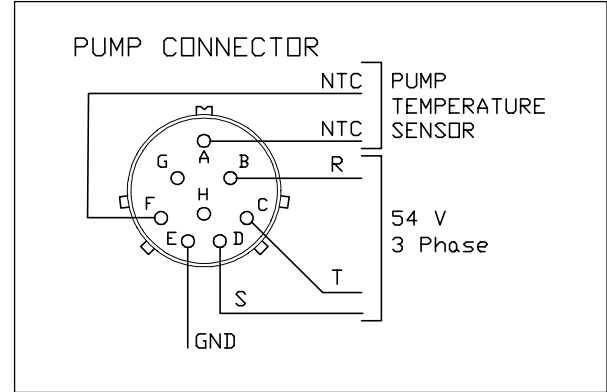 PUMP CONNECTOR
NTC
PUMP
TEMPERATURE
SENSOR
NTC
A
G
B
R
H
F
C
54 V
3 Phase
E
D
T
S
GND